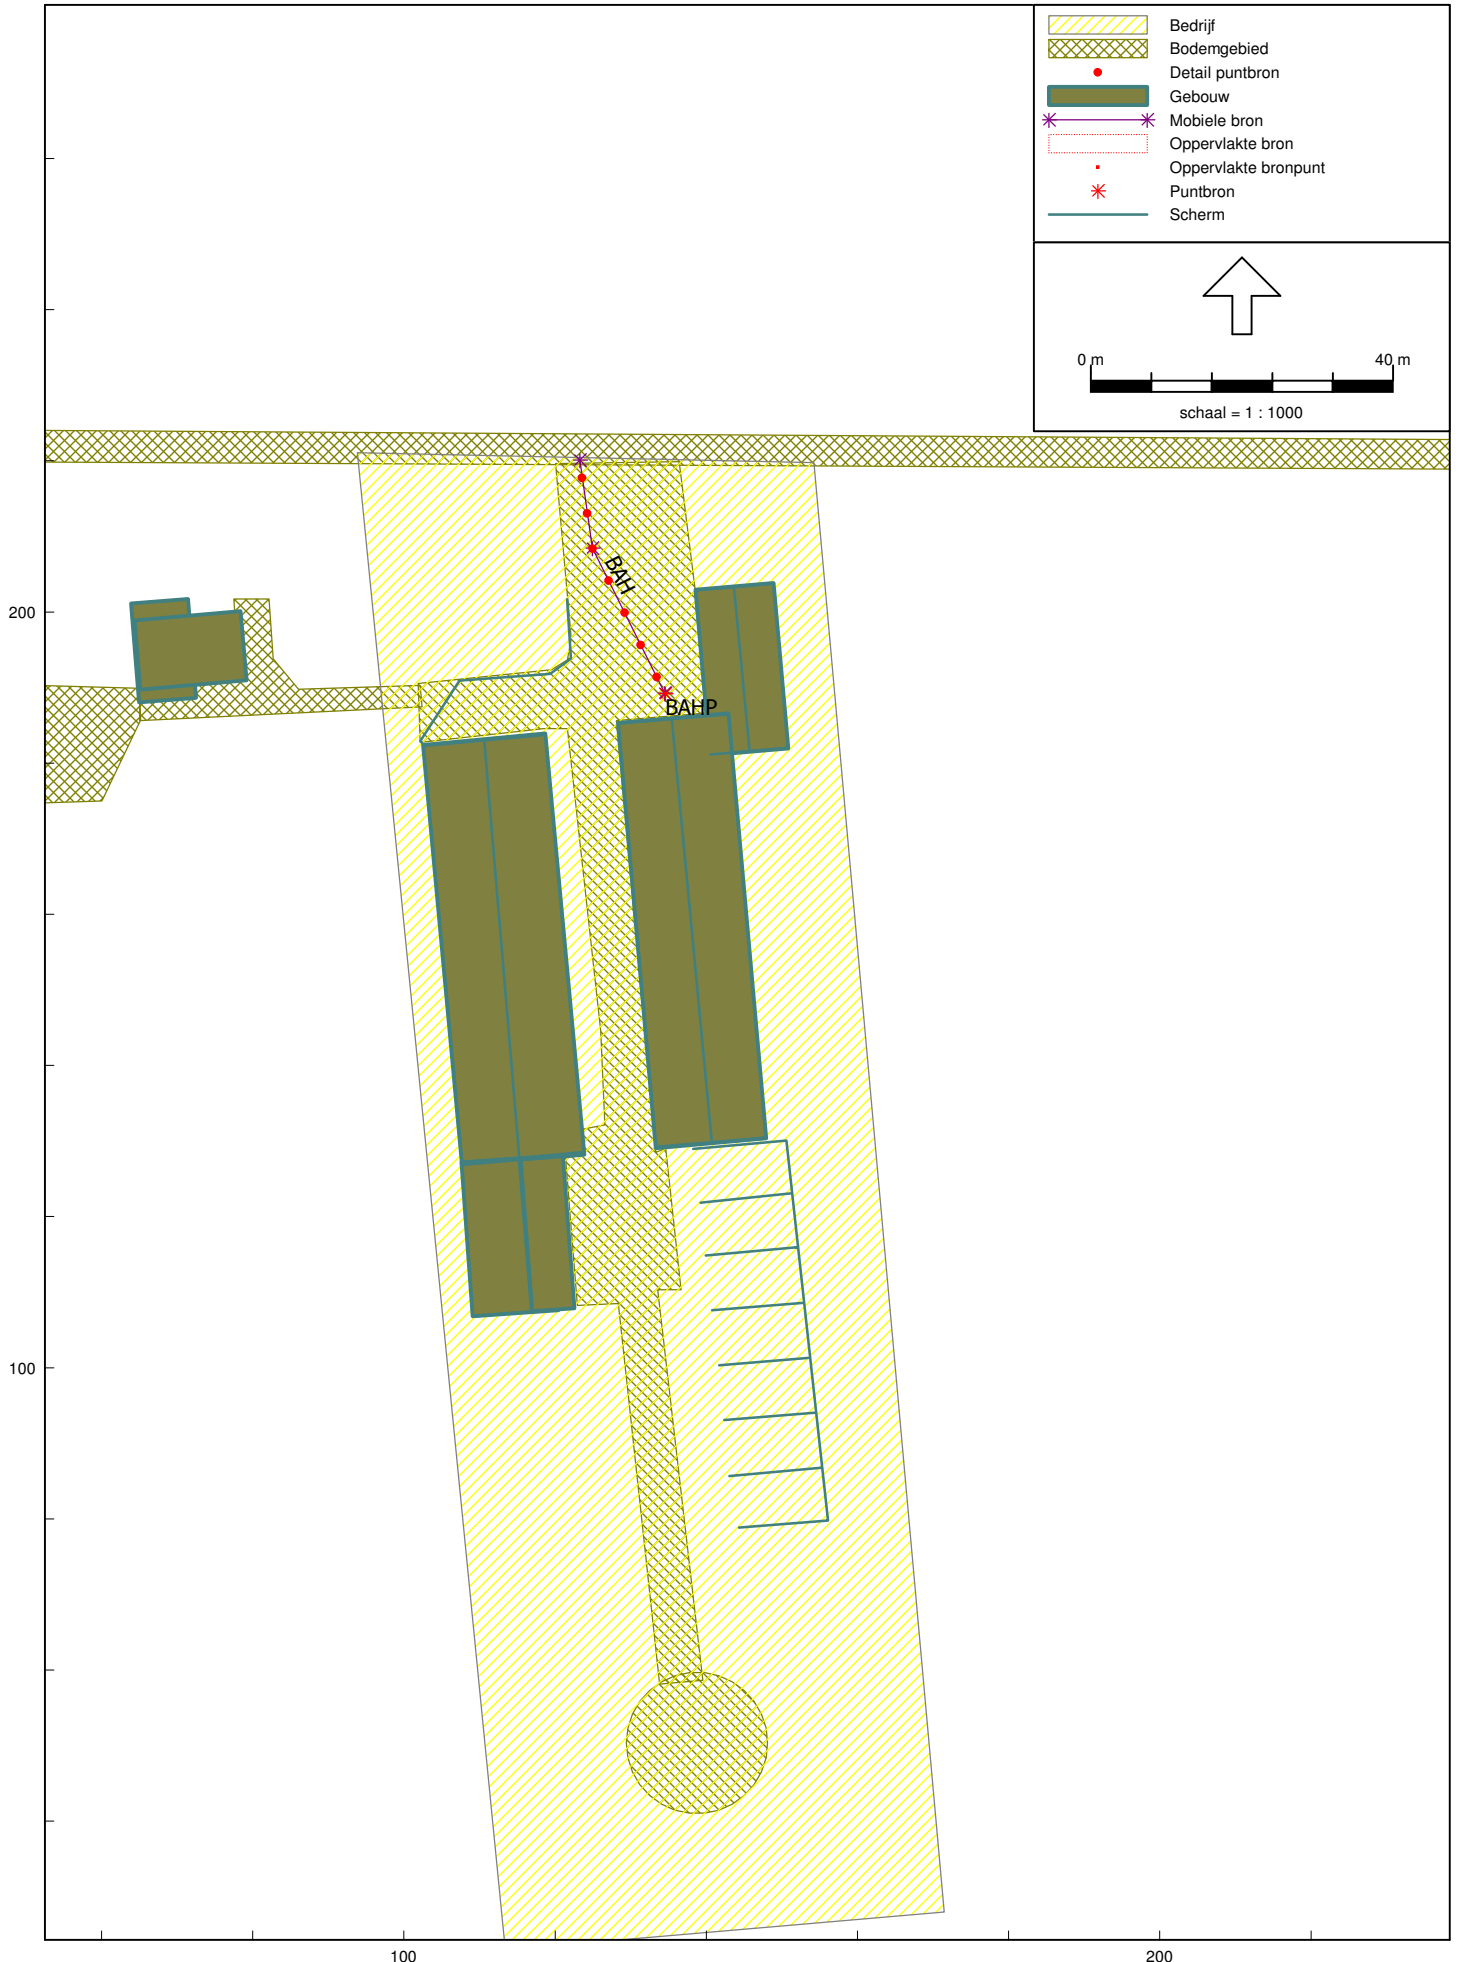 Bedrijf
Bodemgebied
Detail puntbron
Gebouw
Mobiele bron
Oppervlakte bron
Oppervlakte bronpunt
Puntbron
Scherm
0 m 40 m
schaal = 1 : 1000
BAH
200
BAHP
100
100 200